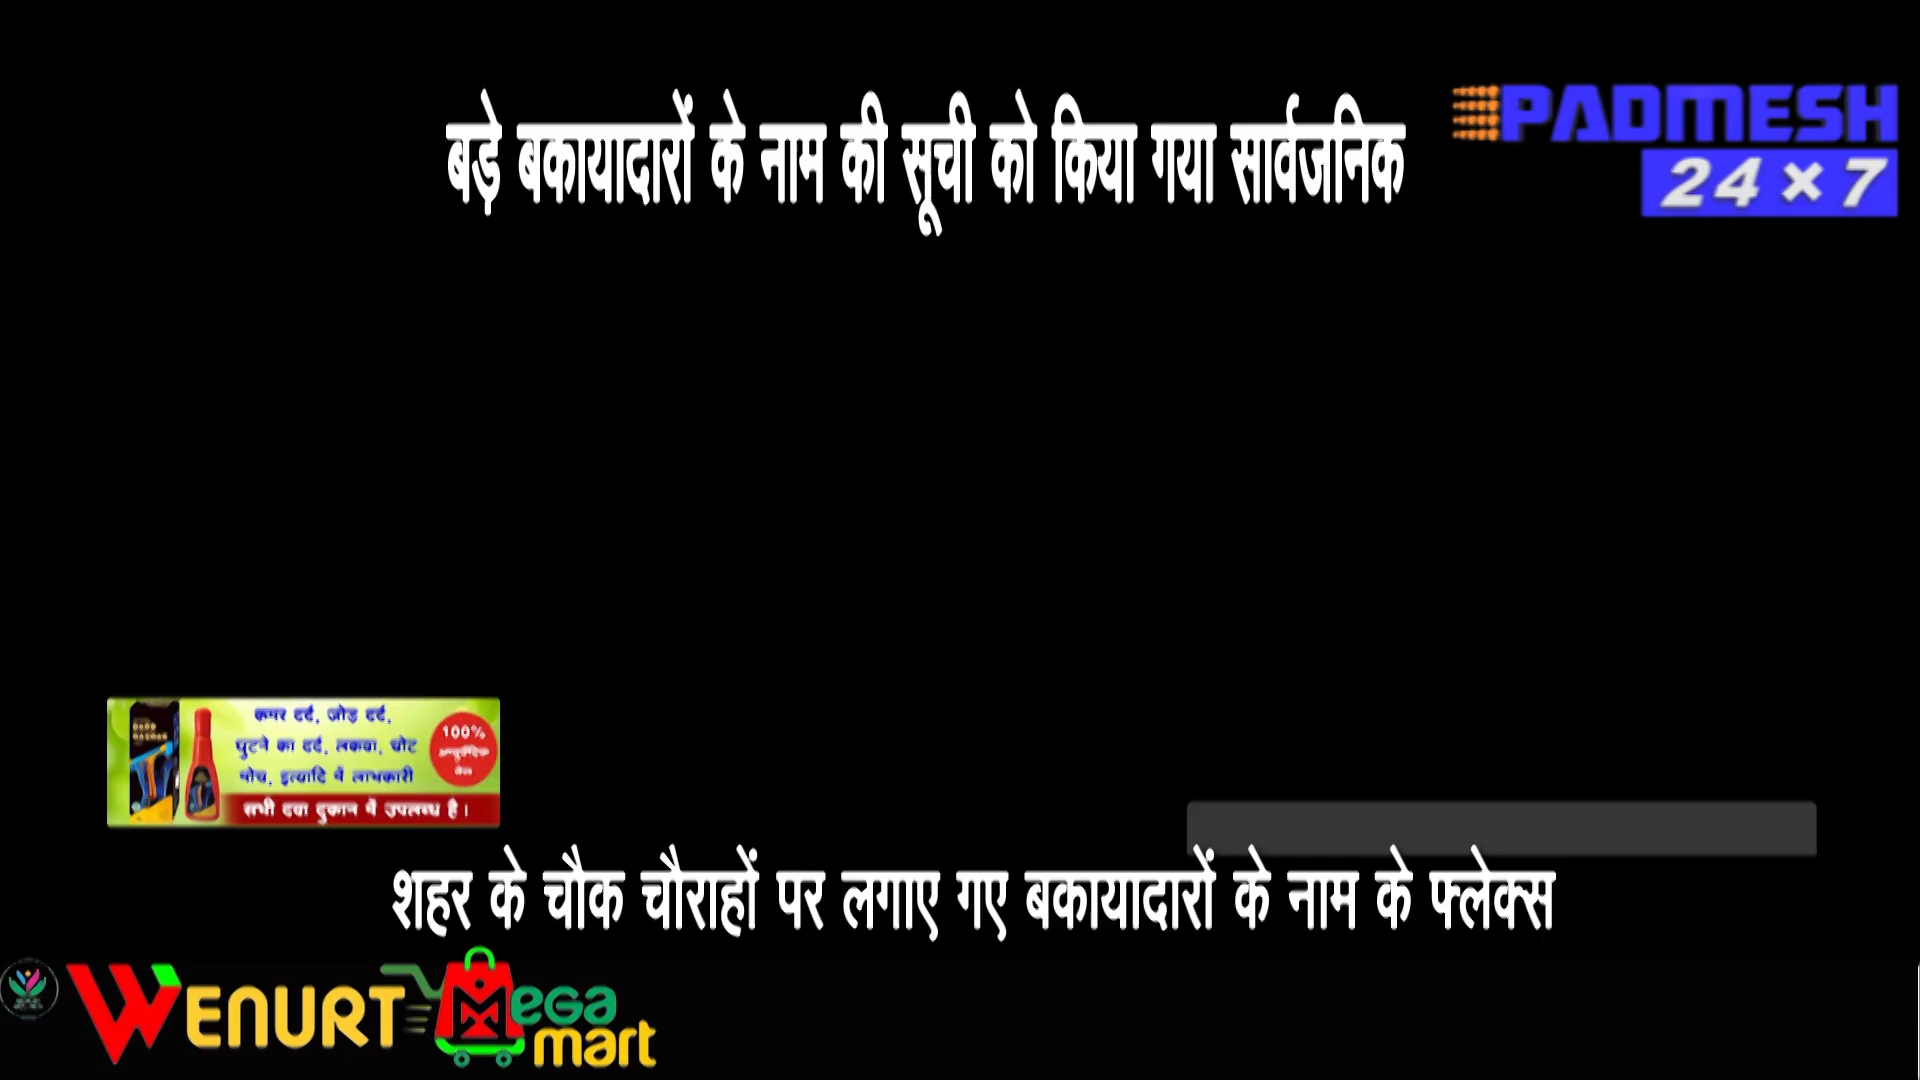 बड़े बकायादारों के नाम की सूची को किया गया सार्वजनिक
PADMESH
24×7
कमर दर्द, जोड़ दर्द,
घुटने का दर्द, लकवा, चोट
मोच, इत्यादि में लाभकारी
100%
आयुर्वेदिक
तेल
सभी दवा दुकान में उपलब्ध है।
शहर के चौक चौराहों पर लगाए गए बकायादारों के नाम के फ्लेक्स
WENURT MEGA
mart